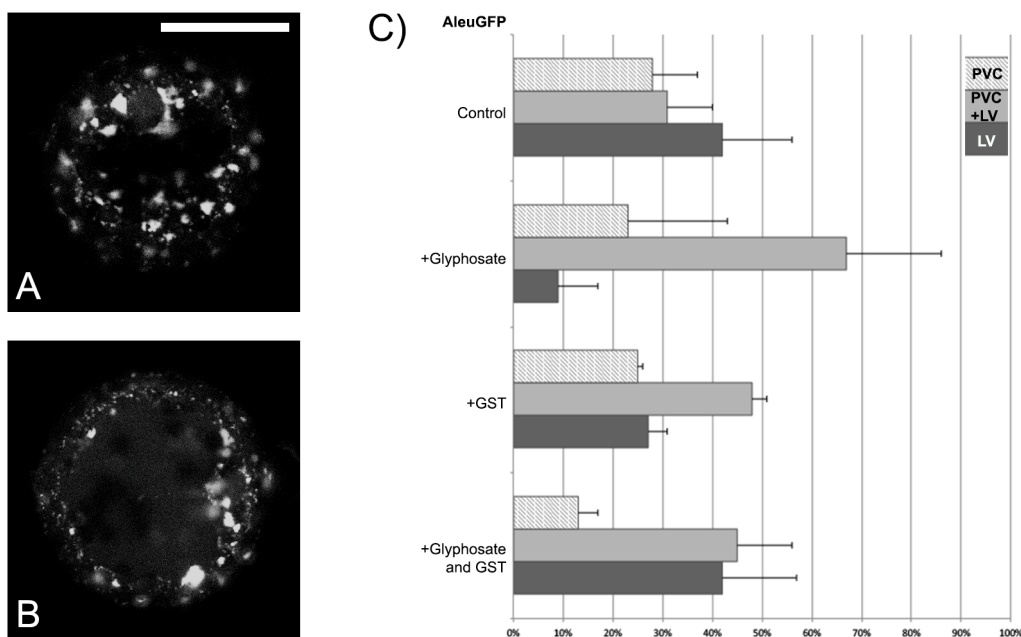 A
B
C)
AleuGFP
PVC
PVC
+LV
LV
Control
+Glyphosate
+GST
+Glyphosate
and GST
0% 10% 20% 30% 40% 50% 60% 70% 80% 90% 100%